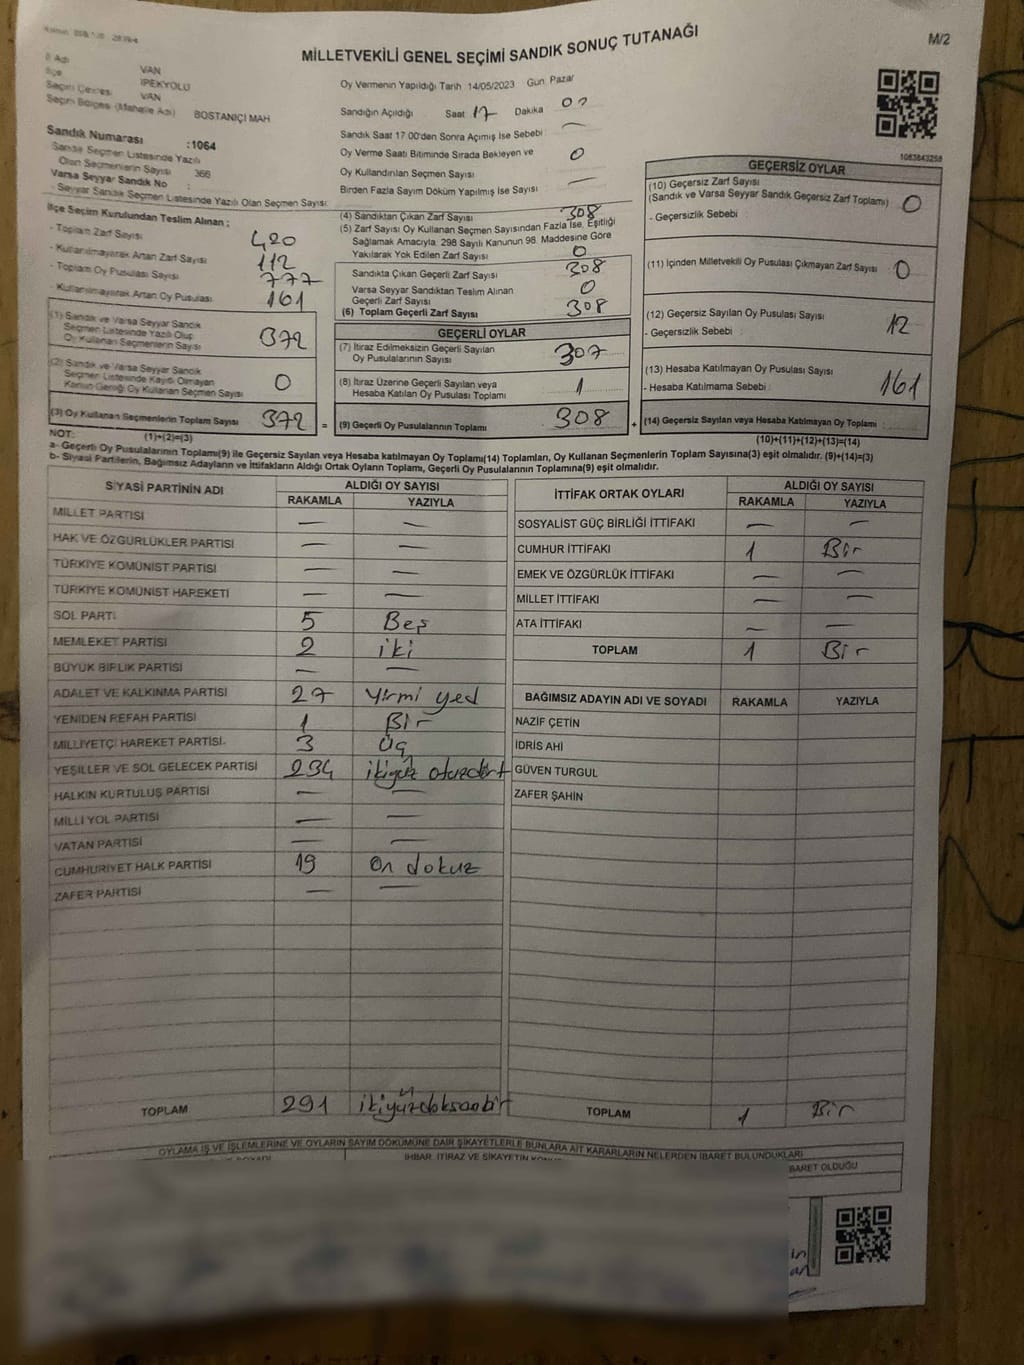 MİLLETVEKİLİ GENEL SEÇİMİ SANDIK SONUÇ TUTANAĞI
M/2
İl Adı VAN
İlçe İPEKYOLU
Seçim Çevresi VAN
Seçim Bölgesi (Mahalle Adı) BOSTANİÇİ MAH
Sandık Numarası :1064
Sandık Seçmen Listesinde Yazılı
Olan Seçmenlerin Sayısı 366
Varsa Seyyar Sandık No :
- Seyyar Sandık Seçmen Listesinde Yazılı Olan Seçmen Sayısı:
Oy Vermenin Yapıldığı Tarih 14/05/2023 Gün Pazar
Sandığın Açıldığı Saat 17 Dakika
Sandık Saat 17 00'den Sonra Açılmış İse Sebebi —
Oy Verme Saati Bitiminde Sırada Bekleyen ve
Oy Kullandırılan Seçmen Sayısı 0
Birden Fazla Sayım Döküm Yapılmış İse Sayısı —
1083843258
İlçe Seçim Kurulundan Teslim Alınan ;
- Toplam Zarf Sayısı 420
- Kullanılmayarak Artan Zarf Sayısı 112
- Toplam Oy Pusulası Sayısı 777
- Kullanılmayarak Artan Oy Pusulası 161
(1) Sandık ve Varsa Seyyar Sandık
Seçmen Listesinde Yazılı Olup
Oy Kullanan Seçmenlerin Sayısı 372
(2) Sandık ve Varsa Seyyar Sandık
Seçmen Listesinde Kaydı Olmayan
Kanun Gereği Oy Kullanan Seçmen Sayısı 0
(3) Oy Kullanan Seçmenlerin Toplam Sayısı 372 =
(4) Sandıktan Çıkan Zarf Sayısı 308
(5) Zarf Sayısı Oy Kullanan Seçmen Sayısından Fazla İse, Eşitliği
Sağlamak Amacıyla, 298 Sayılı Kanunun 98. Maddesine Göre
Yakılarak Yok Edilen Zarf Sayısı 0
Sandıkta Çıkan Geçerli Zarf Sayısı 308
Varsa Seyyar Sandıktan Teslim Alınan
Geçerli Zarf Sayısı 0
(6) Toplam Geçerli Zarf Sayısı 308
GEÇERLİ OYLAR
(7) İtiraz Edilmeksizin Geçerli Sayılan
Oy Pusulalarının Sayısı 307
(8) İtiraz Üzerine Geçerli Sayılan veya
Hesaba Katılan Oy Pusulası Toplamı 1
(9) Geçerli Oy Pusulalarının Toplamı 308 +
GEÇERSİZ OYLAR
(10) Geçersiz Zarf Sayısı
(Sandık ve Varsa Seyyar Sandık Geçersiz Zarf Toplamı) 0
- Geçersizlik Sebebi :
(11) İçinden Milletvekili Oy Pusulası Çıkmayan Zarf Sayısı 0
(12) Geçersiz Sayılan Oy Pusulası Sayısı 12
- Geçersizlik Sebebi :
(13) Hesaba Katılmayan Oy Pusulası Sayısı 161
- Hesaba Katılmama Sebebi :
(14) Geçersiz Sayılan veya Hesaba Katılmayan Oy Toplamı :
(10)+(11)+(12)+(13)=(14)
NOT: (1)+(2)=(3)
a- Geçerli Oy Pusulalarının Toplamı(9) ile Geçersiz Sayılan veya Hesaba Katılmayan Oy Toplamı(14) Toplamları, Oy Kullanan Seçmenlerin Toplam Sayısına(3) eşit olmalıdır. (9)+(14)=(3)
b- Siyasi Partilerin, Bağımsız Adayların ve İttifakların Aldığı Ortak Oyların Toplamı, Geçerli Oy Pusulalarının Toplamına(9) eşit olmalıdır.
SİYASİ PARTİNİN ADI ALDIĞI OY SAYISI
RAKAMLA YAZIYLA
MİLLET PARTİSİ — —
HAK VE ÖZGÜRLÜKLER PARTİSİ — —
TÜRKİYE KOMÜNİST PARTİSİ — —
TÜRKİYE KOMÜNİST HAREKETİ — —
SOL PARTİ 5 Beş
MEMLEKET PARTİSİ 2 iki
BÜYÜK BİRLİK PARTİSİ — —
ADALET VE KALKINMA PARTİSİ 27 Yirmi yed
YENİDEN REFAH PARTİSİ 1 Bir
MİLLİYETÇİ HAREKET PARTİSİ 3 Üç
YEŞİLLER VE SOL GELECEK PARTİSİ 234 ikiyüz otuzdört
HALKIN KURTULUŞ PARTİSİ — —
MİLLİ YOL PARTİSİ — —
VATAN PARTİSİ — —
CUMHURİYET HALK PARTİSİ 19 On dokuz
ZAFER PARTİSİ — —
TOPLAM 291 ikiyüzdoksanbir
İTTİFAK ORTAK OYLARI ALDIĞI OY SAYISI
RAKAMLA YAZIYLA
SOSYALİST GÜÇ BİRLİĞİ İTTİFAKI — —
CUMHUR İTTİFAKI 1 Bir
EMEK VE ÖZGÜRLÜK İTTİFAKI — —
MİLLET İTTİFAKI — —
ATA İTTİFAKI — —
TOPLAM 1 Bir
BAĞIMSIZ ADAYIN ADI VE SOYADI RAKAMLA YAZIYLA
NAZİF ÇETİN
İDRİS AHİ
GÜVEN TURGUL
ZAFER ŞAHİN
TOPLAM 1 Bir
OYLAMA İŞ VE İŞLEMLERİNE VE OYLARIN SAYIM DÖKÜMÜNE DAİR ŞİKAYETLERLE BUNLARA AİT KARARLARIN NELERDEN İBARET BULUNDUKLARI
İHBAR, İTİRAZ VE ŞİKAYETİN
BARET OLDUĞU